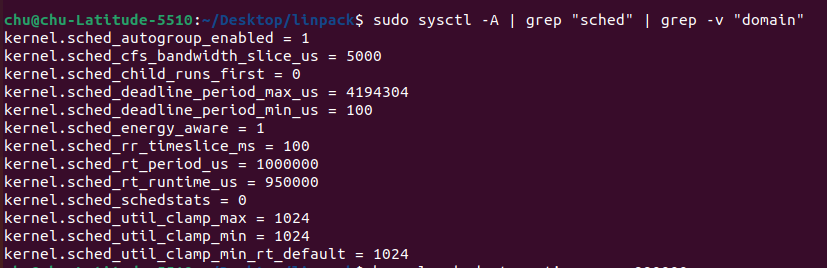 chu@chu-Latitude-5510:~/Desktop/linpack$ sudo sysctl -A | grep "sched" | grep -v "domain"
kernel.sched_autogroup_enabled = 1
kernel.sched_cfs_bandwidth_slice_us = 5000
kernel.sched_child_runs_first = 0
kernel.sched_deadline_period_max_us = 4194304
kernel.sched_deadline_period_min_us = 100
kernel.sched_energy_aware = 1
kernel.sched_rr_timeslice_ms = 100
kernel.sched_rt_period_us = 1000000
kernel.sched_rt_runtime_us = 950000
kernel.sched_schedstats = 0
kernel.sched_util_clamp_max = 1024
kernel.sched_util_clamp_min = 1024
kernel.sched_util_clamp_min_rt_default = 1024